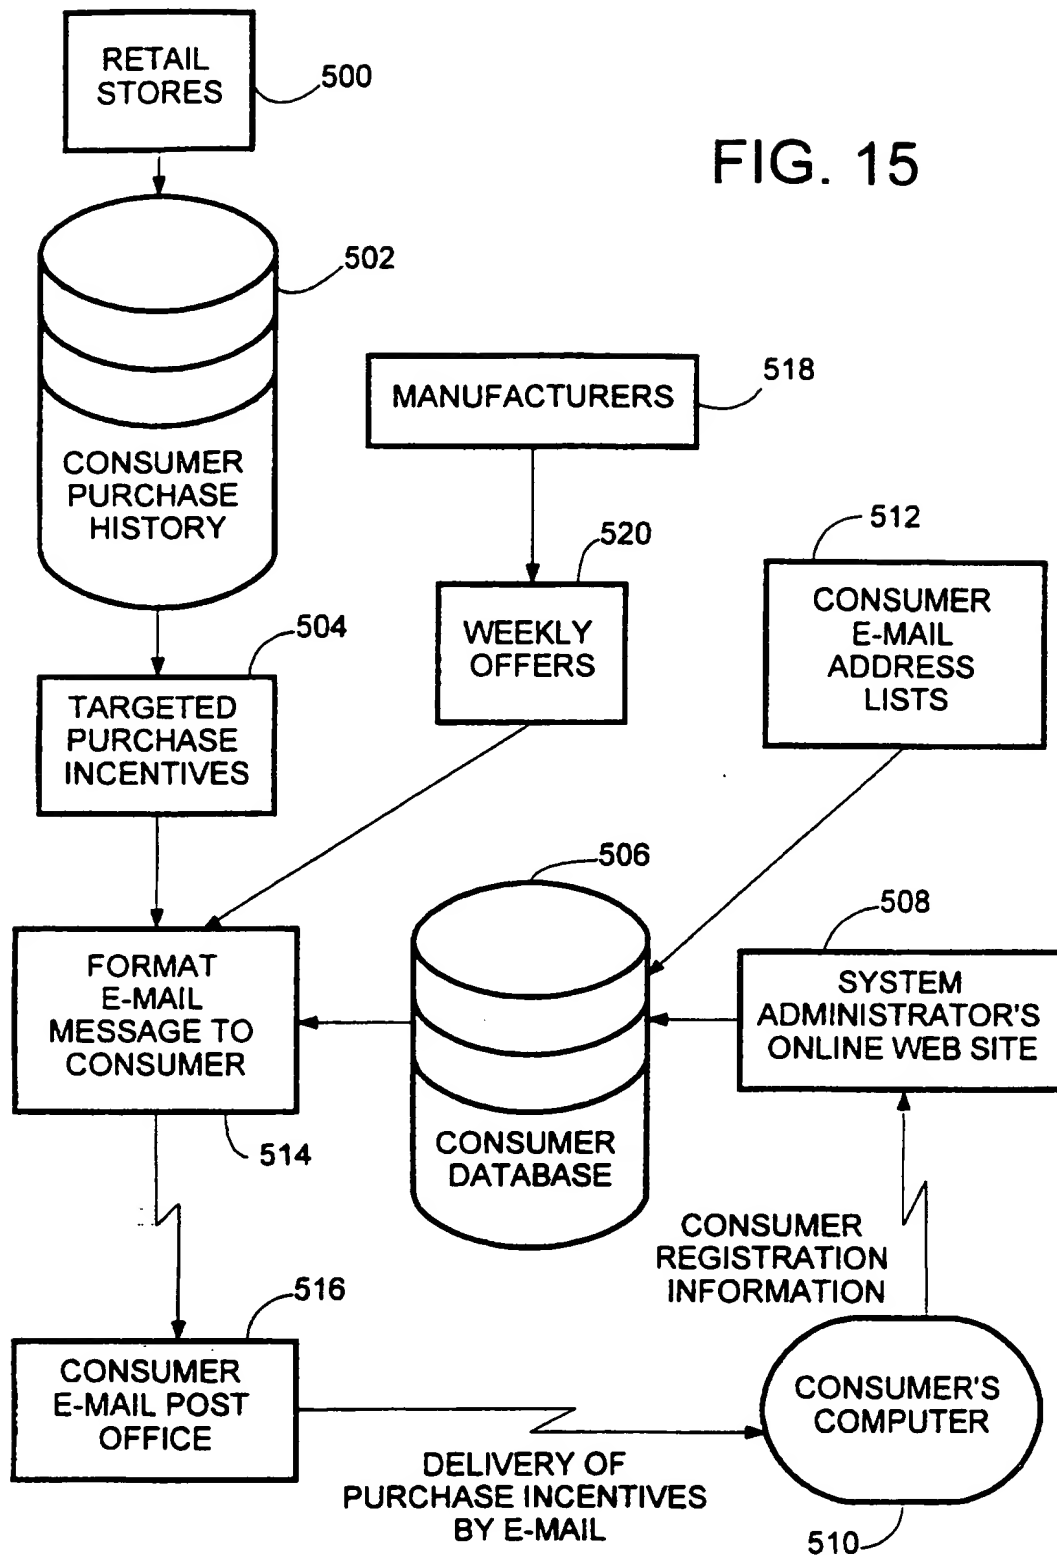 RETAIL
STORES
500
FIG. 15
502
CONSUMER
PURCHASE
HISTORY
MANUFACTURERS
518
504
TARGETED
PURCHASE
INCENTIVES
520
WEEKLY
OFFERS
512
CONSUMER
E-MAIL
ADDRESS
LISTS
506
CONSUMER
DATABASE
508
SYSTEM
ADMINISTRATOR'S
ONLINE WEB SITE
FORMAT
E-MAIL
MESSAGE TO
CONSUMER
514
CONSUMER
REGISTRATION
INFORMATION
516
CONSUMER
E-MAIL POST
OFFICE
DELIVERY OF
PURCHASE INCENTIVES
BY E-MAIL
CONSUMER'S
COMPUTER
510